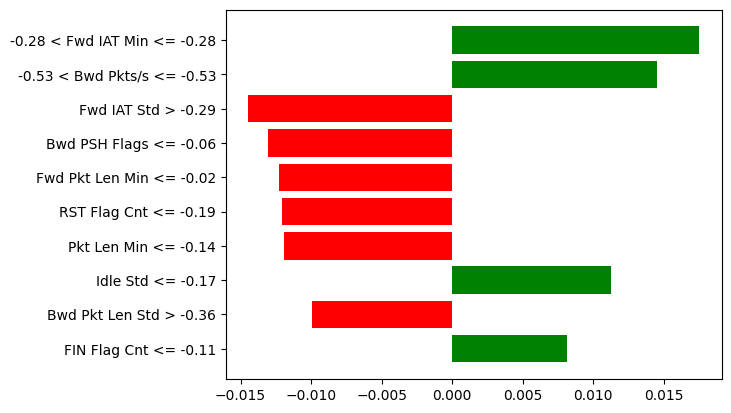 -0.28 < Fwd IAT Min <= -0.28
-0.53 < Bwd Pkts/s <= -0.53
Fwd IAT Std > -0.29
Bwd PSH Flags <= -0.06
Fwd Pkt Len Min <= -0.02
RST Flag Cnt <= -0.19
Pkt Len Min <= -0.14
Idle Std <= -0.17
Bwd Pkt Len Std > -0.36
FIN Flag Cnt <= -0.11
−0.015 −0.010 −0.005 0.000 0.005 0.010 0.015